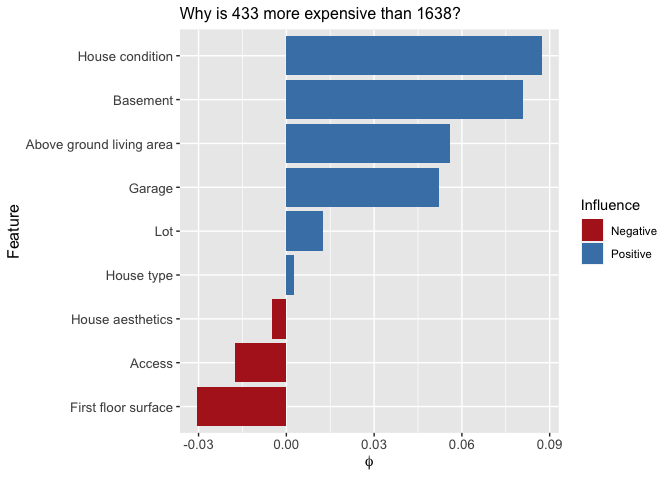 Why is 433 more expensive than 1638?
Feature
House condition
Basement
Above ground living area
Garage
Lot
House type
House aesthetics
Access
First floor surface
-0.03 0.00 0.03 0.06 0.09
ϕ
Influence
Negative
Positive